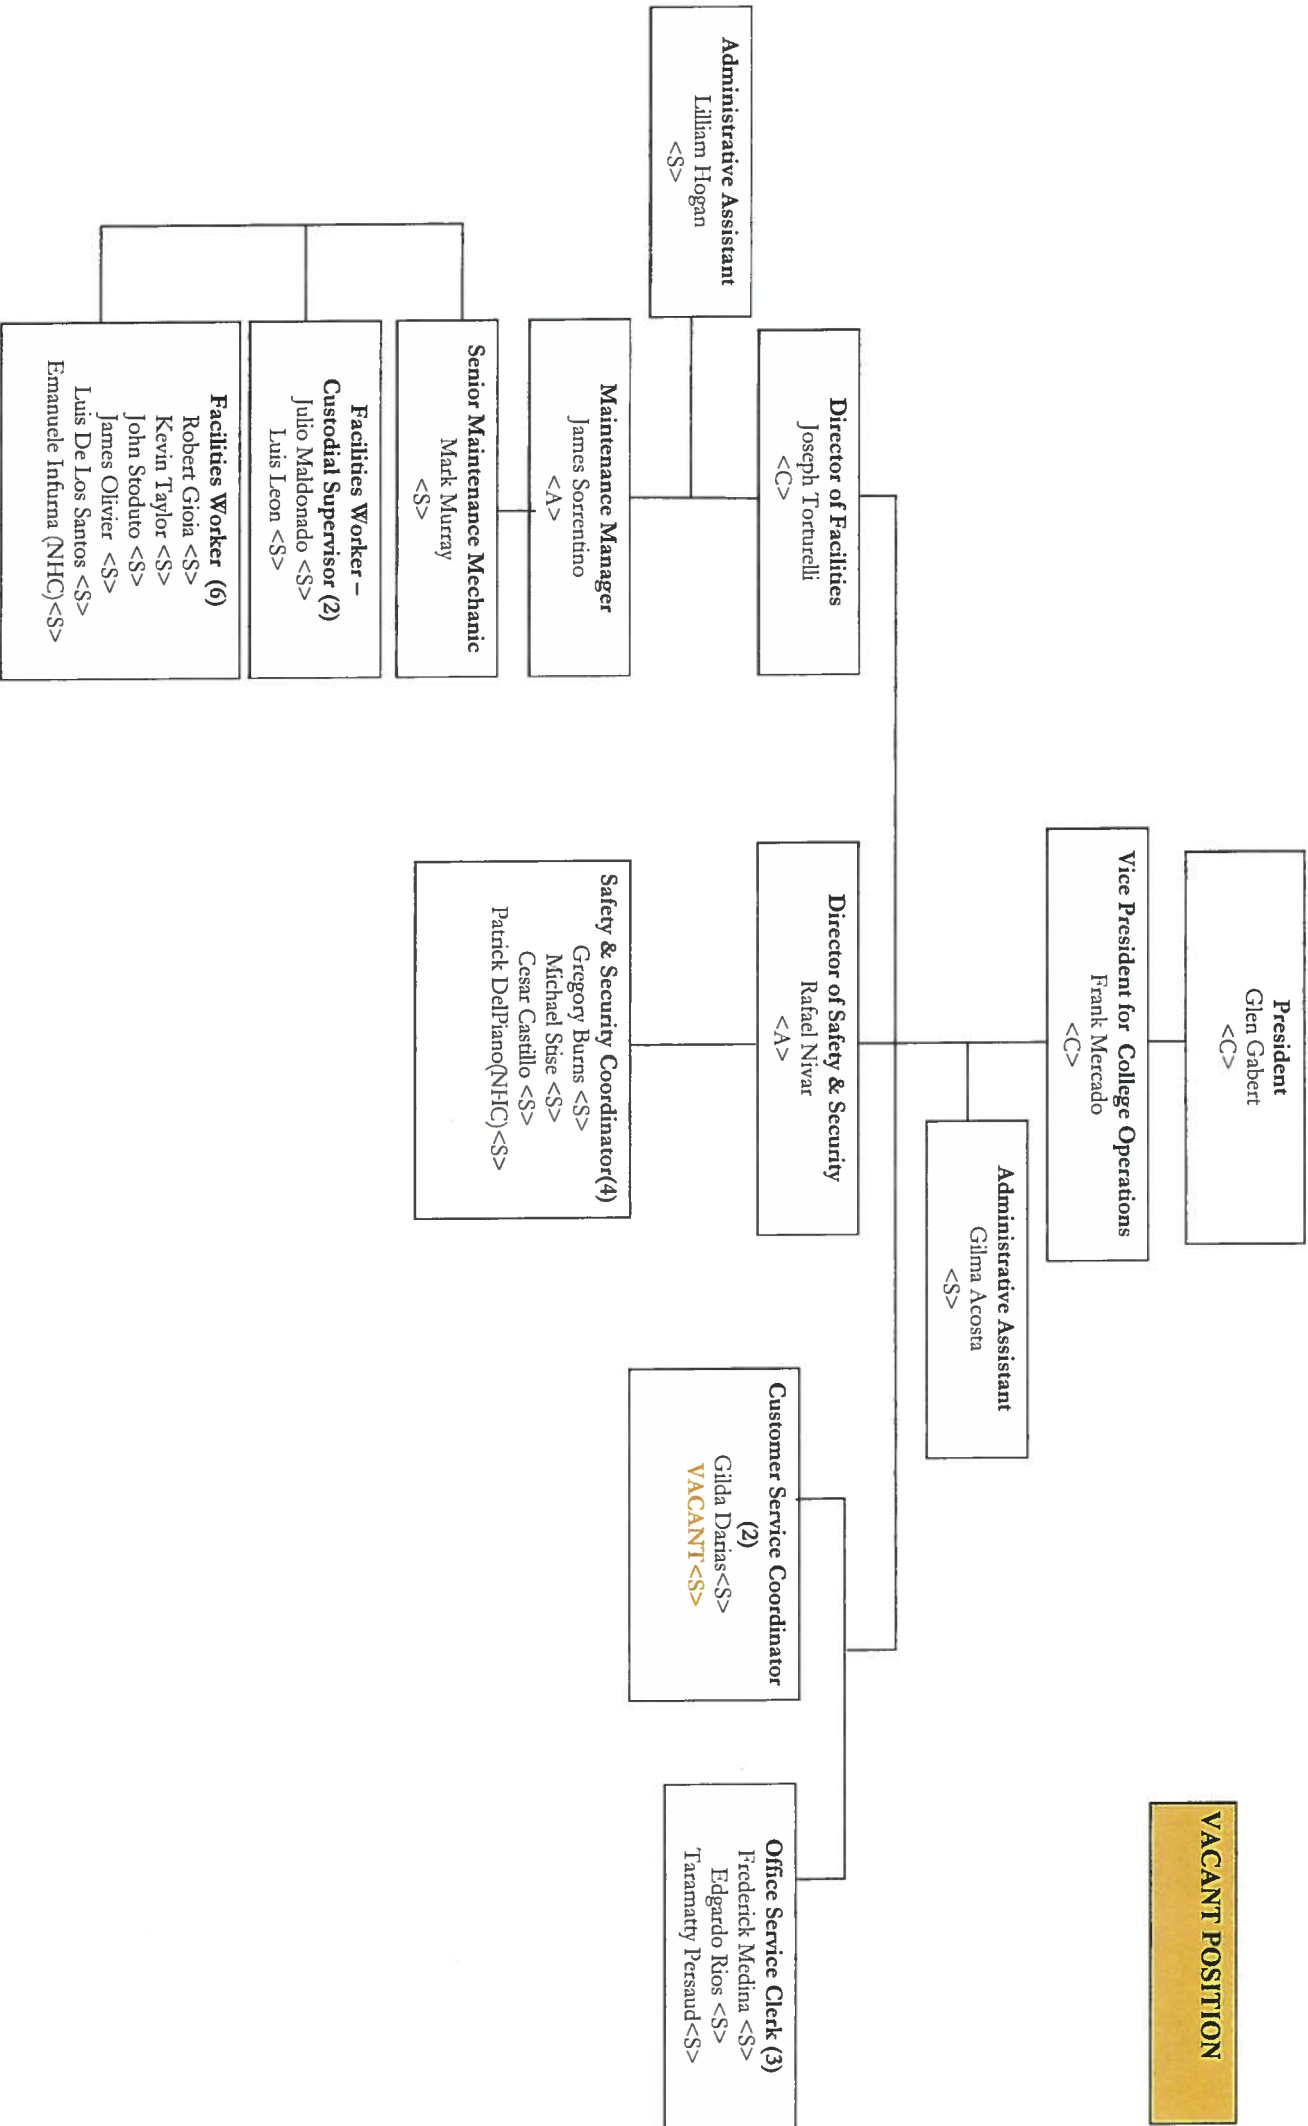 VACANT POSITION
President
Glen Gabert
<C>
Vice President for College Operations
Frank Mercado
<C>
Administrative Assistant
Gilma Acosta
<S>
Director of Facilities
Joseph Torturelli
<C>
Director of Safety & Security
Rafael Nivar
<A>
Customer Service Coordinator
(2)
Gilda Darias<S>
VACANT<S>
Office Service Clerk (3)
Frederick Medina <S>
Edgardo Rios <S>
Taramatty Persaud<S>
Administrative Assistant
Lilliam Hogan
<S>
Maintenance Manager
James Sorrentino
<A>
Safety & Security Coordinator(4)
Gregory Burns <S>
Michael Stise <S>
Cesar Castillo <S>
Patrick DelPiano(NHC)<S>
Senior Maintenance Mechanic
Mark Murray
<S>
Facilities Worker –
Custodial Supervisor (2)
Julio Maldonado <S>
Luis Leon <S>
Facilities Worker (6)
Robert Gioia <S>
Kevin Taylor <S>
John Stoduto <S>
James Olivier <S>
Luis De Los Santos <S>
Emanuele Infurna (NHC)<S>